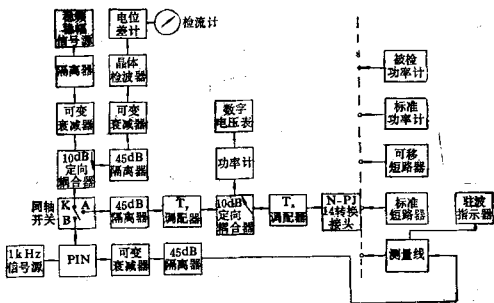 稳频
稳幅
信号源
电位
差计
检流计
隔离器
晶体
检波器
可变
衰减器
可变
衰减器
数字
电压表
10dB
定向
耦合器
45dB
隔离器
功率计
同轴
开关
K
A
B
45dB
隔离器
T
调配器
10dB
定向
耦合器
T
调配器
N-PJ
14转换
接头
1kHz
信号源
PIN
可变
衰减器
45dB
隔离器
被检
功率计
标准
功率计
可移
短路器
标准
短路器
驻波
指示器
测量线